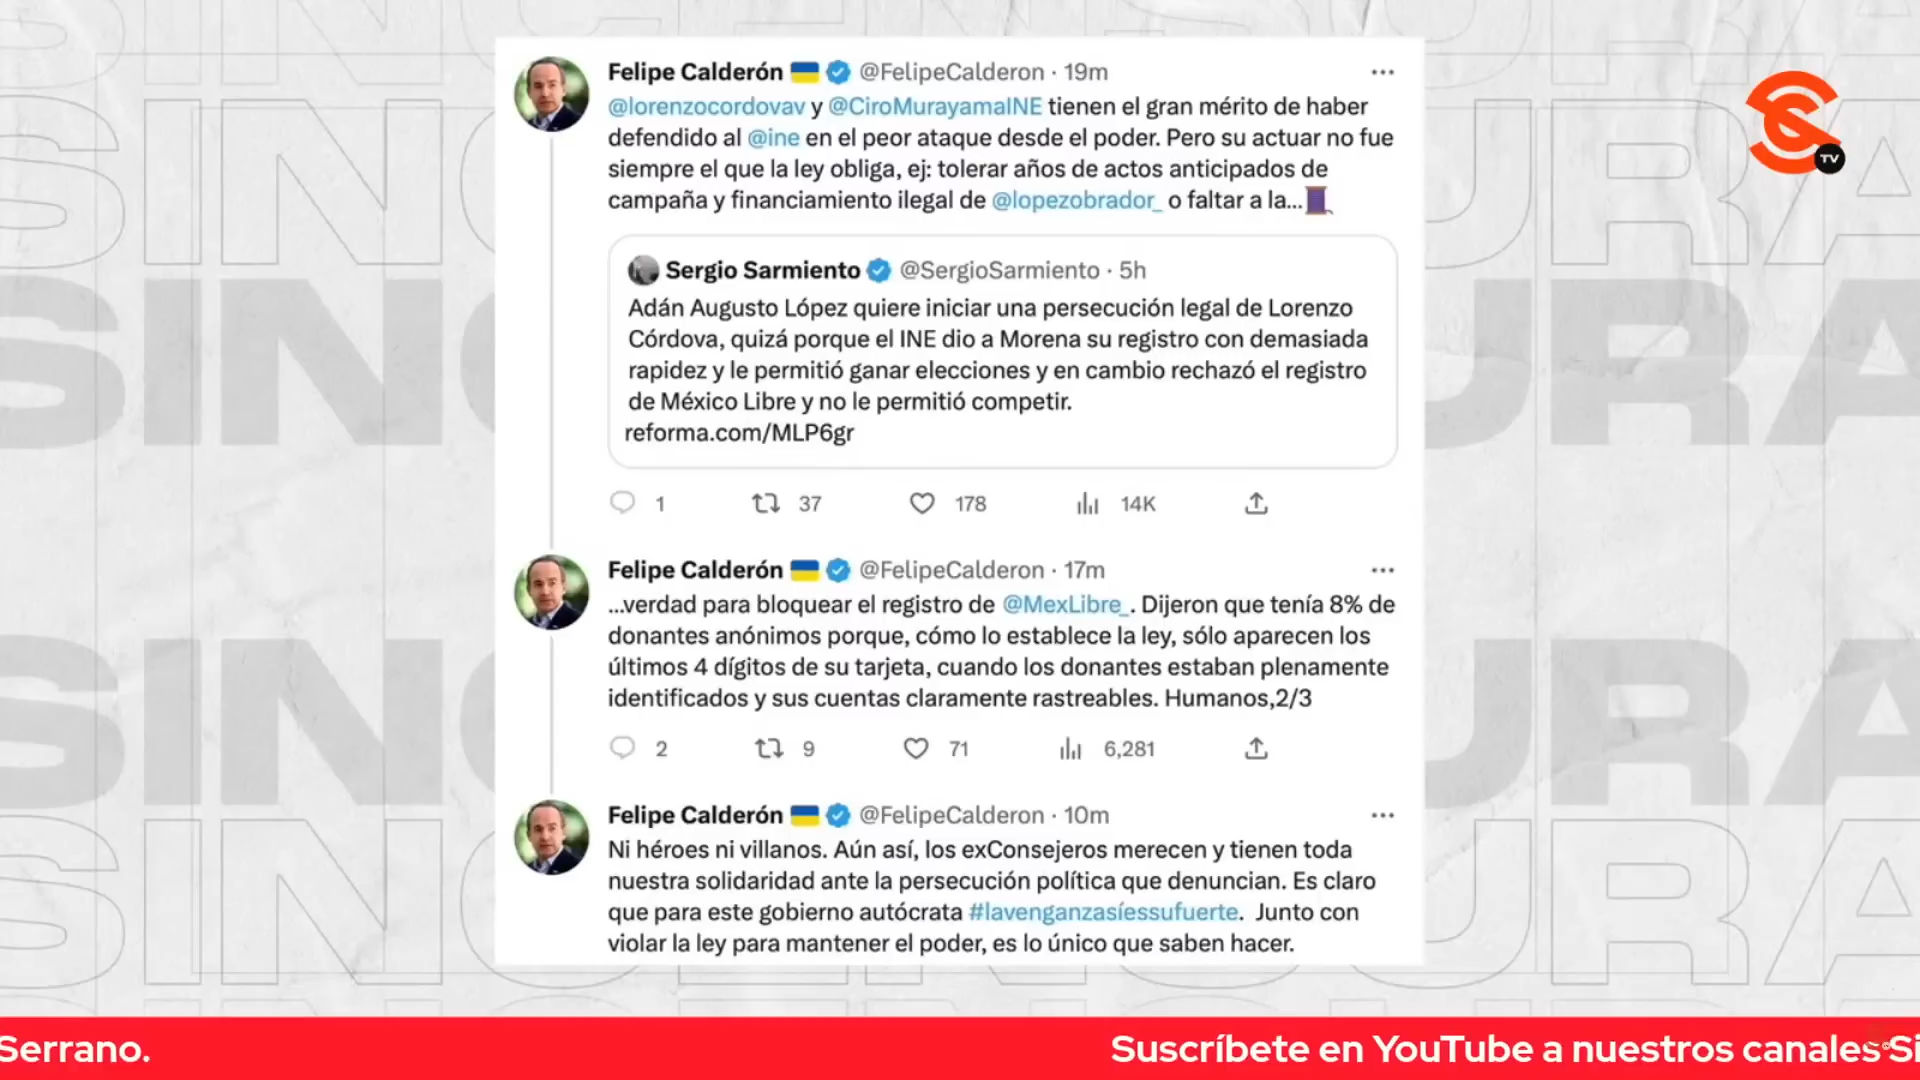 Felipe Calderón @FelipeCalderon · 19m
@lorenzocordovav y @CiroMurayamaINE tienen el gran mérito de haber
defendido al @ine en el peor ataque desde el poder. Pero su actuar no fue
siempre el que la ley obliga, ej: tolerar años de actos anticipados de
campaña y financiamiento ilegal de @lopezobrador_ o faltar a la...
Sergio Sarmiento @SergioSarmiento · 5h
Adán Augusto López quiere iniciar una persecución legal de Lorenzo
Córdova, quizá porque el INE dio a Morena su registro con demasiada
rapidez y le permitió ganar elecciones y en cambio rechazó el registro
de México Libre y no le permitió competir.
reforma.com/MLP6gr
1 37 178 14K
Felipe Calderón @FelipeCalderon · 17m
...verdad para bloquear el registro de @MexLibre_. Dijeron que tenía 8% de
donantes anónimos porque, cómo lo establece la ley, sólo aparecen los
últimos 4 dígitos de su tarjeta, cuando los donantes estaban plenamente
identificados y sus cuentas claramente rastreables. Humanos,2/3
2 9 71 6,281
Felipe Calderón @FelipeCalderon · 10m
Ni héroes ni villanos. Aún así, los exConsejeros merecen y tienen toda
nuestra solidaridad ante la persecución política que denuncian. Es claro
que para este gobierno autócrata #lavenganzasíessufuerte. Junto con
violar la ley para mantener el poder, es lo único que saben hacer.
TV
SINCENSURA
SIN URA
SIN URA
SINCENSURA
Serrano. Suscríbete en YouTube a nuestros canales Si